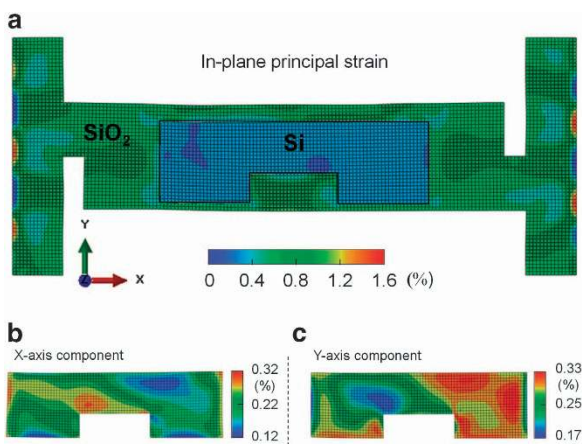 a
In-plane principal strain
SiO2
Si
Y
Z
X
0 0.4 0.8 1.2 1.6 (%)
b
X-axis component
0.32
(%)
0.22
0.12
c
Y-axis component
0.33
(%)
0.25
0.17